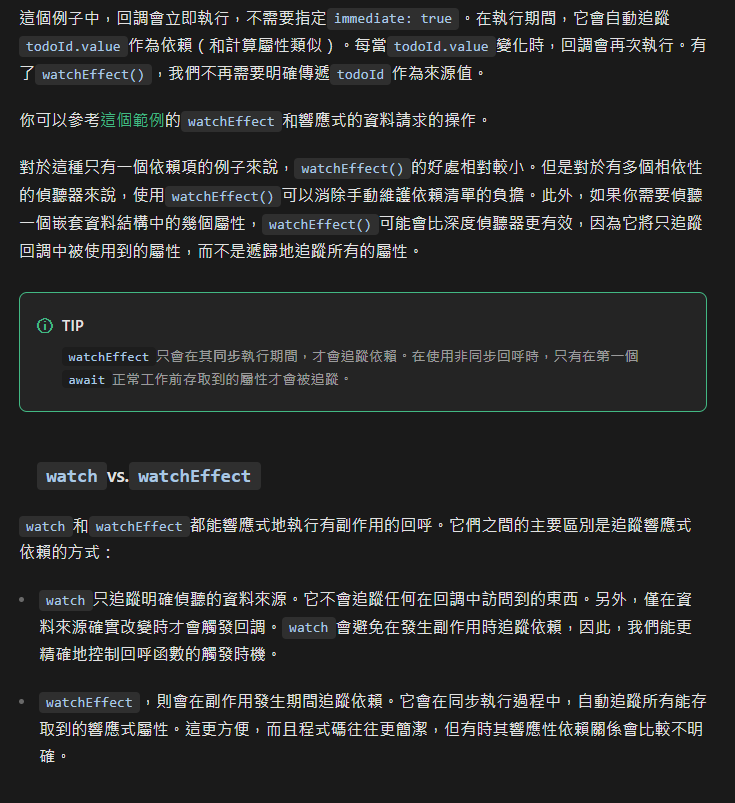 這個例子中，回調會立即執行，不需要指定 immediate: true 。在執行期間，它會自動追蹤
todoId.value 作為依賴（和計算屬性類似）。每當 todoId.value 變化時，回調會再次執行。有
了 watchEffect() ，我們不再需要明確傳遞 todoId 作為來源值。
你可以參考這個範例的 watchEffect 和響應式的資料請求的操作。
對於這種只有一個依賴項的例子來說， watchEffect() 的好處相對較小。但是對於有多個相依性
的偵聽器來說，使用 watchEffect() 可以消除手動維護依賴清單的負擔。此外，如果你需要偵聽
一個嵌套資料結構中的幾個屬性， watchEffect() 可能會比深度偵聽器更有效，因為它將只追蹤
回調中被使用到的屬性，而不是遞歸地追蹤所有的屬性。
TIP
watchEffect 只會在其同步執行期間，才會追蹤依賴。在使用非同步回呼時，只有在第一個
await 正常工作前存取到的屬性才會被追蹤。
watch vs. watchEffect
watch 和 watchEffect 都能響應式地執行有副作用的回呼。它們之間的主要區別是追蹤響應式
依賴的方式：
watch 只追蹤明確偵聽的資料來源。它不會追蹤任何在回調中訪問到的東西。另外，僅在資
料來源確實改變時才會觸發回調。 watch 會避免在發生副作用時追蹤依賴，因此，我們能更
精確地控制回呼函數的觸發時機。
watchEffect ，則會在副作用發生期間追蹤依賴。它會在同步執行過程中，自動追蹤所有能存
取到的響應式屬性。這更方便，而且程式碼往往更簡潔，但有時其響應性依賴關係會比較不明
確。